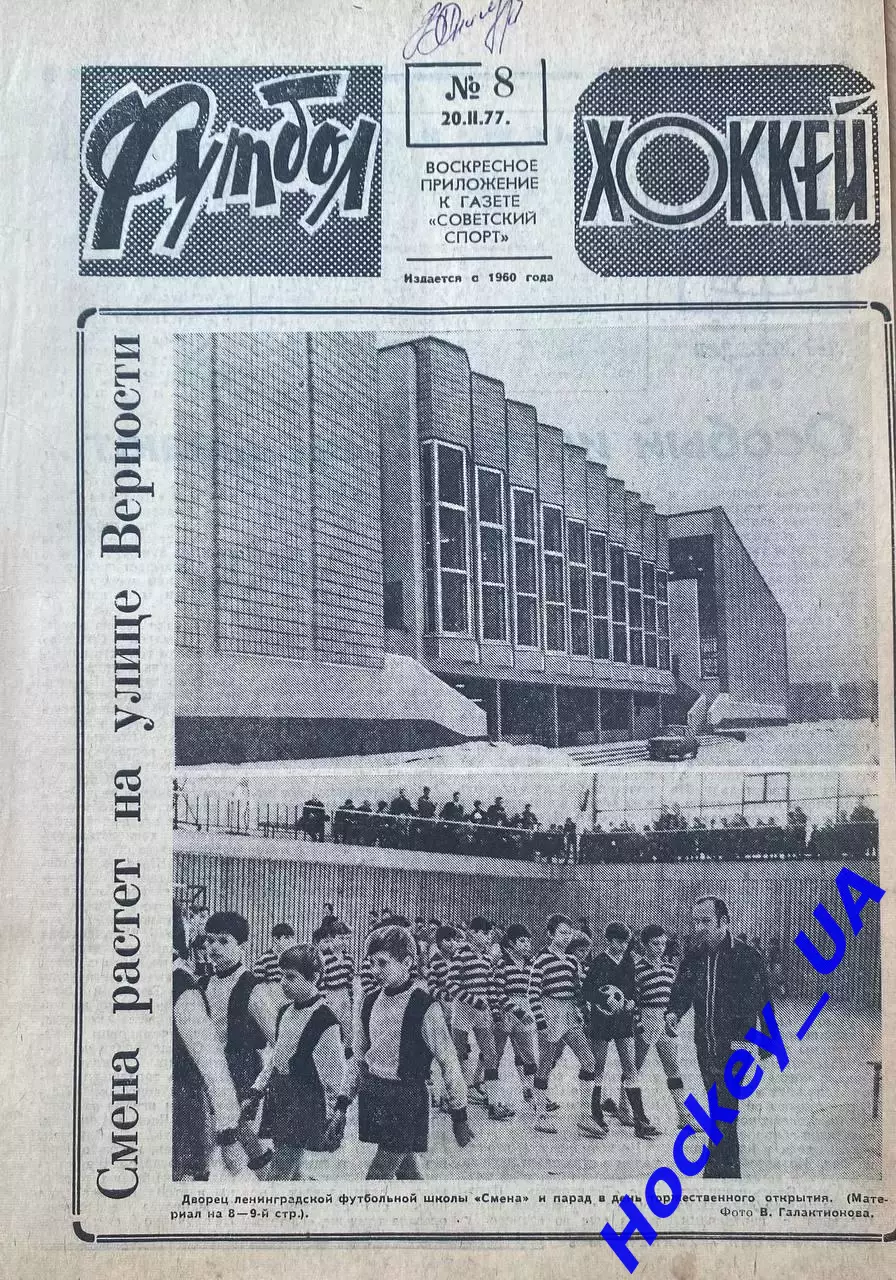 Футбол
№ 8
20.II.77.
ВОСКРЕСНОЕ
ПРИЛОЖЕНИЕ
К ГАЗЕТЕ
«СОВЕТСКИЙ
СПОРТ»
Издается с 1960 года
ХОККЕЙ
Смена растет на улице Верности
Дворец ленинградской футбольной школы «Смена» и парад в день торжественного открытия. (Мате-
риал на 8—9-й стр.).
Фото В. Галактионова.
Hockey_UA